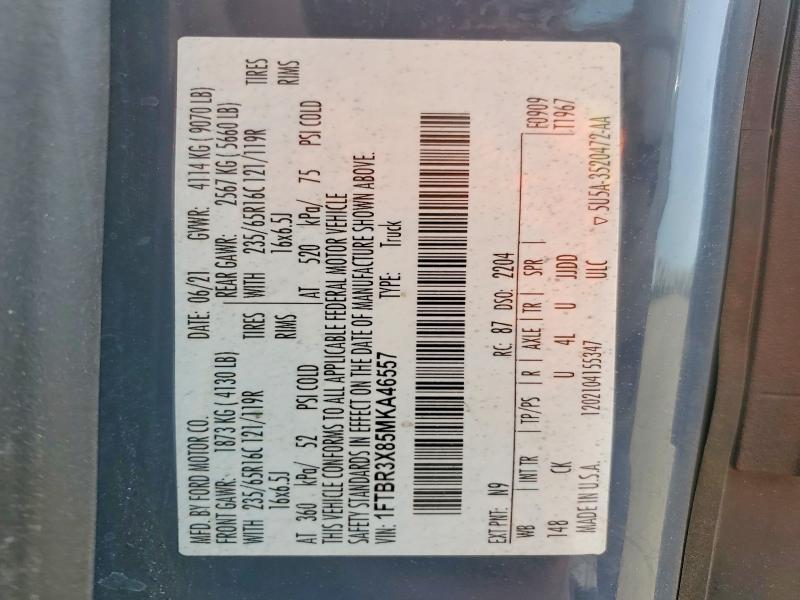 MFD. BY FORD MOTOR CO. DATE: 06/21 GVWR: 4114 KG ( 9070 LB)
FRONT GAWR: 1873 KG ( 4130 LB) REAR GAWR: 2567 KG ( 5660 LB)
WITH 235/65R16C 121/119R TIRES WITH 235/65R16C 121/119R TIRES
16x6.5J RIMS 16x6.5J RIMS
AT 360 kPa/ 52 PSI COLD AT 520 kPa/ 75 PSI COLD
THIS VEHICLE CONFORMS TO ALL APPLICABLE FEDERAL MOTOR VEHICLE
SAFETY STANDARDS IN EFFECT ON THE DATE OF MANUFACTURE SHOWN ABOVE.
VIN: 1FTBR3X85MKA46557 TYPE: Truck
EXT PNT: N9 RC: 87 DSO: 2204
WB INT TR TP/PS R AXLE TR SPR E0909
148 CK U 4L U JJDD T1967
MADE IN U.S.A. 1202104155347 ULC ▽ 5U5A-3520472-AA